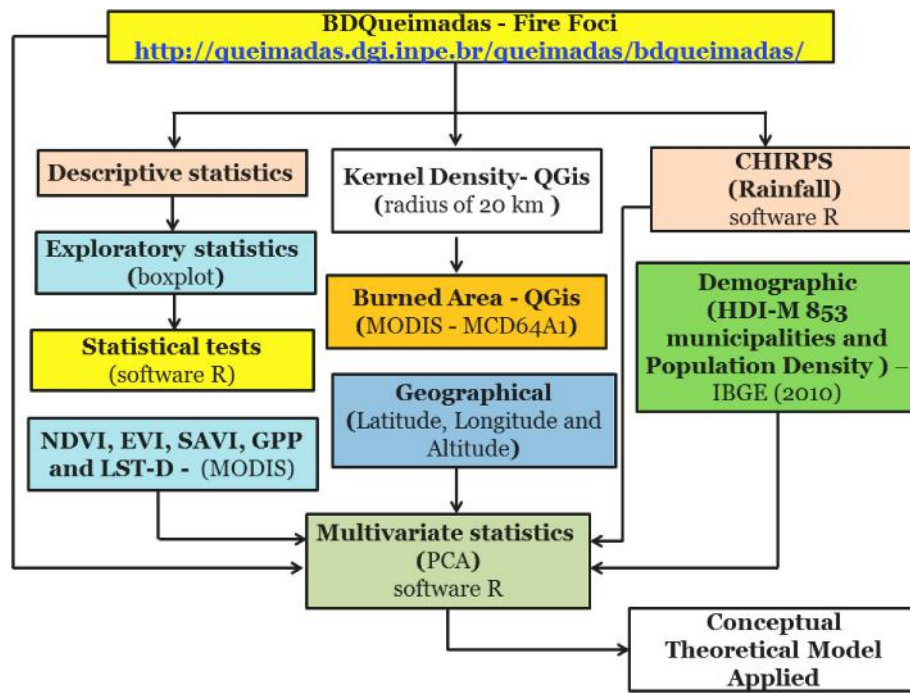 BDQueimadas - Fire Foci
http://queimadas.dgi.inpe.br/queimadas/bdqueimadas/
Descriptive statistics
Kernel Density- QGis
(radius of 20 km )
CHIRPS
(Rainfall)
software R
Exploratory statistics
(boxplot)
Burned Area - QGis
(MODIS - MCD64A1)
Demographic
(HDI-M 853
municipalities and
Population Density ) –
IBGE (2010)
Statistical tests
(software R)
Geographical
(Latitude, Longitude and
Altitude)
NDVI, EVI, SAVI, GPP
and LST-D - (MODIS)
Multivariate statistics
(PCA)
software R
Conceptual
Theoretical Model
Applied